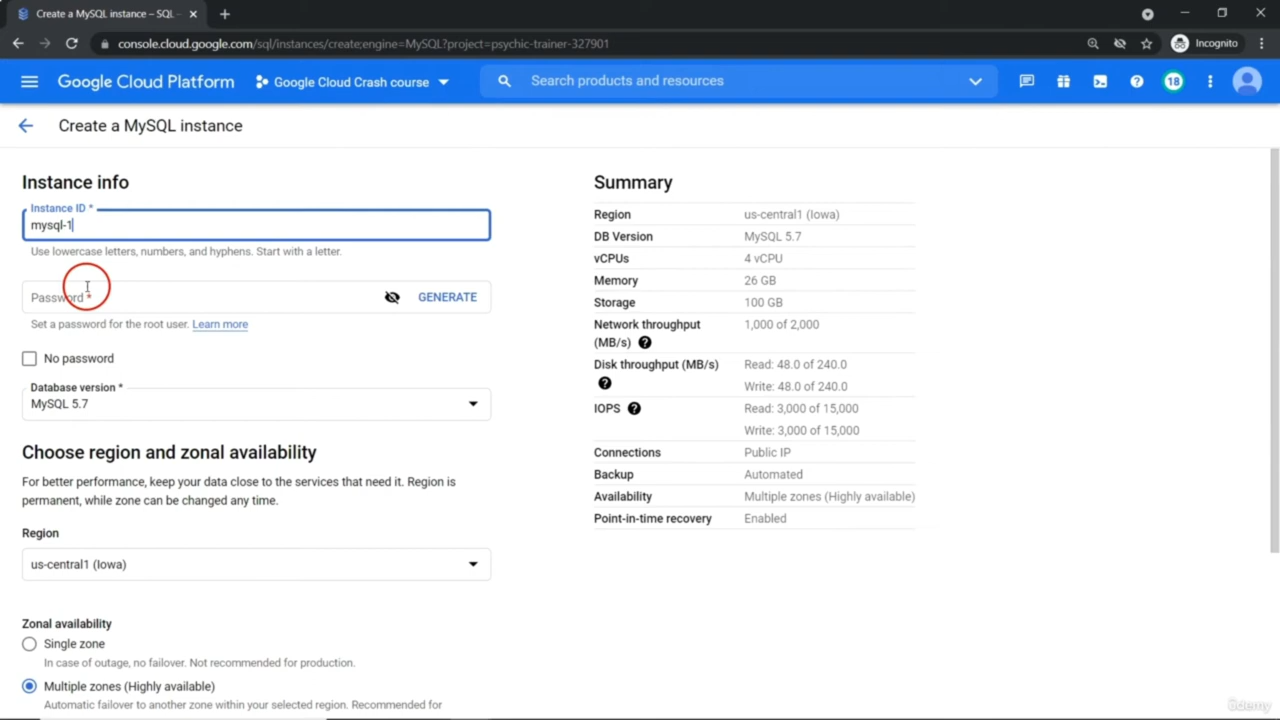 Create a MySQL instance – SQL –
console.cloud.google.com/sql/instances/create;engine=MySQL?project=psychic-trainer-327901
Incognito
Google Cloud Platform
Google Cloud Crash course
Search products and resources
18
Create a MySQL instance
Instance info
Instance ID *
mysql-1
Use lowercase letters, numbers, and hyphens. Start with a letter.
Password *
GENERATE
Set a password for the root user. Learn more
No password
Database version *
MySQL 5.7
Choose region and zonal availability
For better performance, keep your data close to the services that need it. Region is
permanent, while zone can be changed any time.
Region
us-central1 (Iowa)
Zonal availability
Single zone
In case of outage, no failover. Not recommended for production.
Multiple zones (Highly available)
Automatic failover to another zone within your selected region. Recommended for
Summary
Region us-central1 (Iowa)
DB Version MySQL 5.7
vCPUs 4 vCPU
Memory 26 GB
Storage 100 GB
Network throughput 1,000 of 2,000
(MB/s) ?
Disk throughput (MB/s) Read: 48.0 of 240.0
? Write: 48.0 of 240.0
IOPS ? Read: 3,000 of 15,000
Write: 3,000 of 15,000
Connections Public IP
Backup Automated
Availability Multiple zones (Highly available)
Point-in-time recovery Enabled
ûdemy